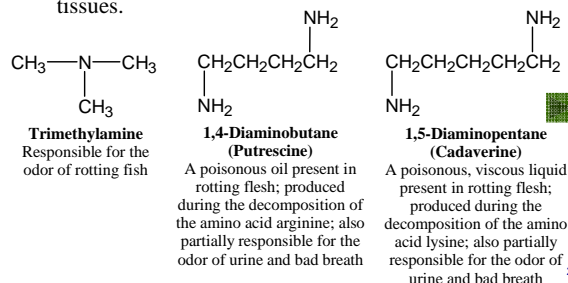 tissues.
NH2
NH2
CH3—N—CH3
CH2CH2CH2CH2
CH2CH2CH2CH2CH2
CH3
NH2
NH2
Trimethylamine
Responsible for the
odor of rotting fish
1,4-Diaminobutane
(Putrescine)
A poisonous oil present in
rotting flesh; produced
during the decomposition of
the amino acid arginine; also
partially responsible for the
odor of urine and bad breath
1,5-Diaminopentane
(Cadaverine)
A poisonous, viscous liquid
present in rotting flesh;
produced during the
decomposition of the amino
acid lysine; also partially
responsible for the odor of
urine and bad breath